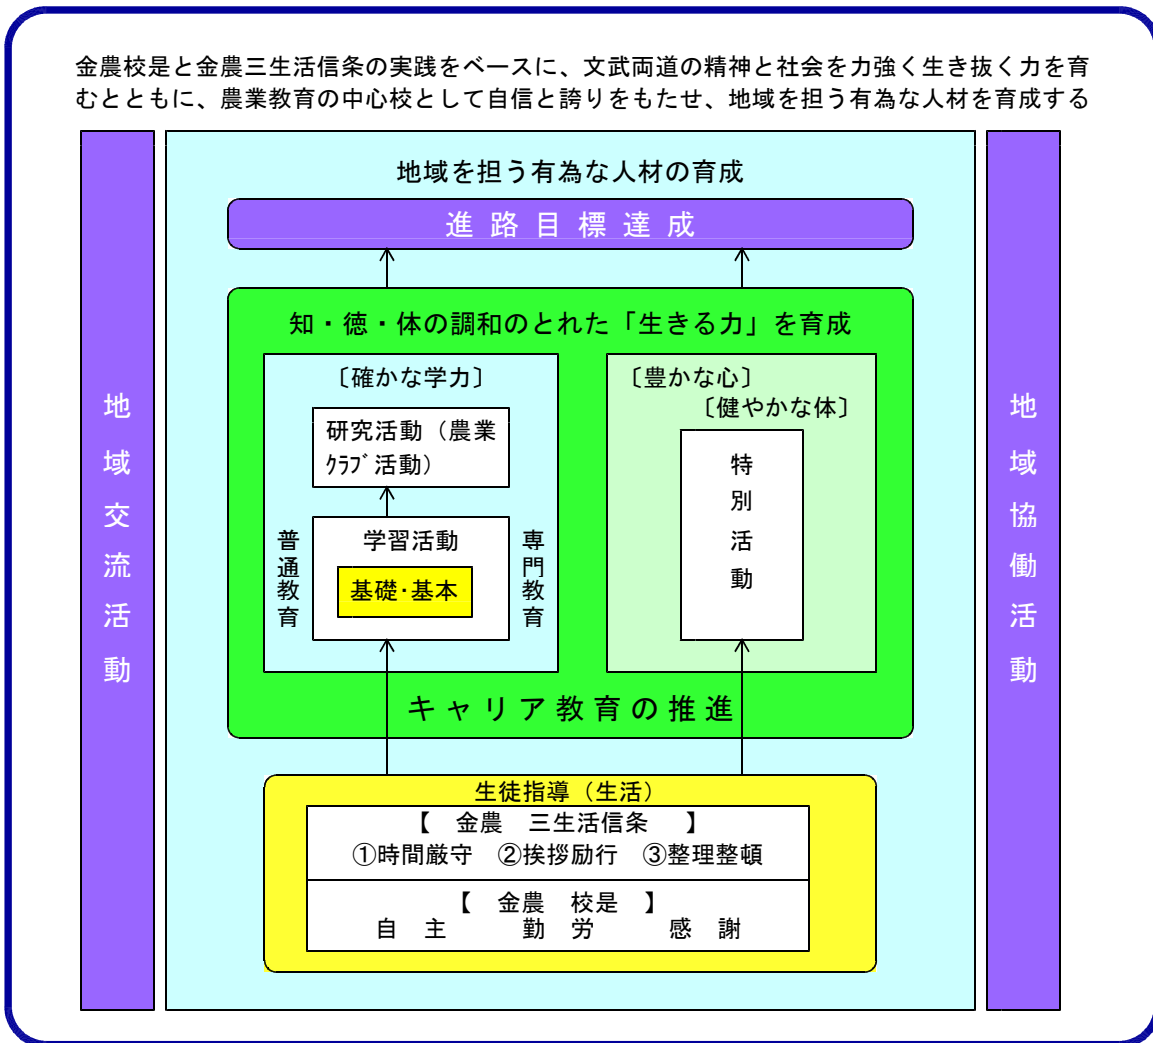 金農校是と金農三生活信条の実践をベースに、文武両道の精神と社会を力強く生き抜く力を育
むとともに、農業教育の中心校として自信と誇りをもたせ、地域を担う有為な人材を育成する
地域交流活動
地域を担う有為な人材の育成
進路目標達成
知・徳・体の調和のとれた「生きる力」を育成
〔確かな学力〕
研究活動（農業
ｸﾗﾌﾞ活動）
普通教育
学習活動
基礎･基本
専門教育
〔豊かな心〕
〔健やかな体〕
特別活動
キャリア教育の推進
生徒指導（生活）
【　金農　三生活信条　】
①時間厳守　②挨拶励行　③整理整頓
【　金農　校是　】
自　主　　　勤　労　　　感　謝
地域協働活動